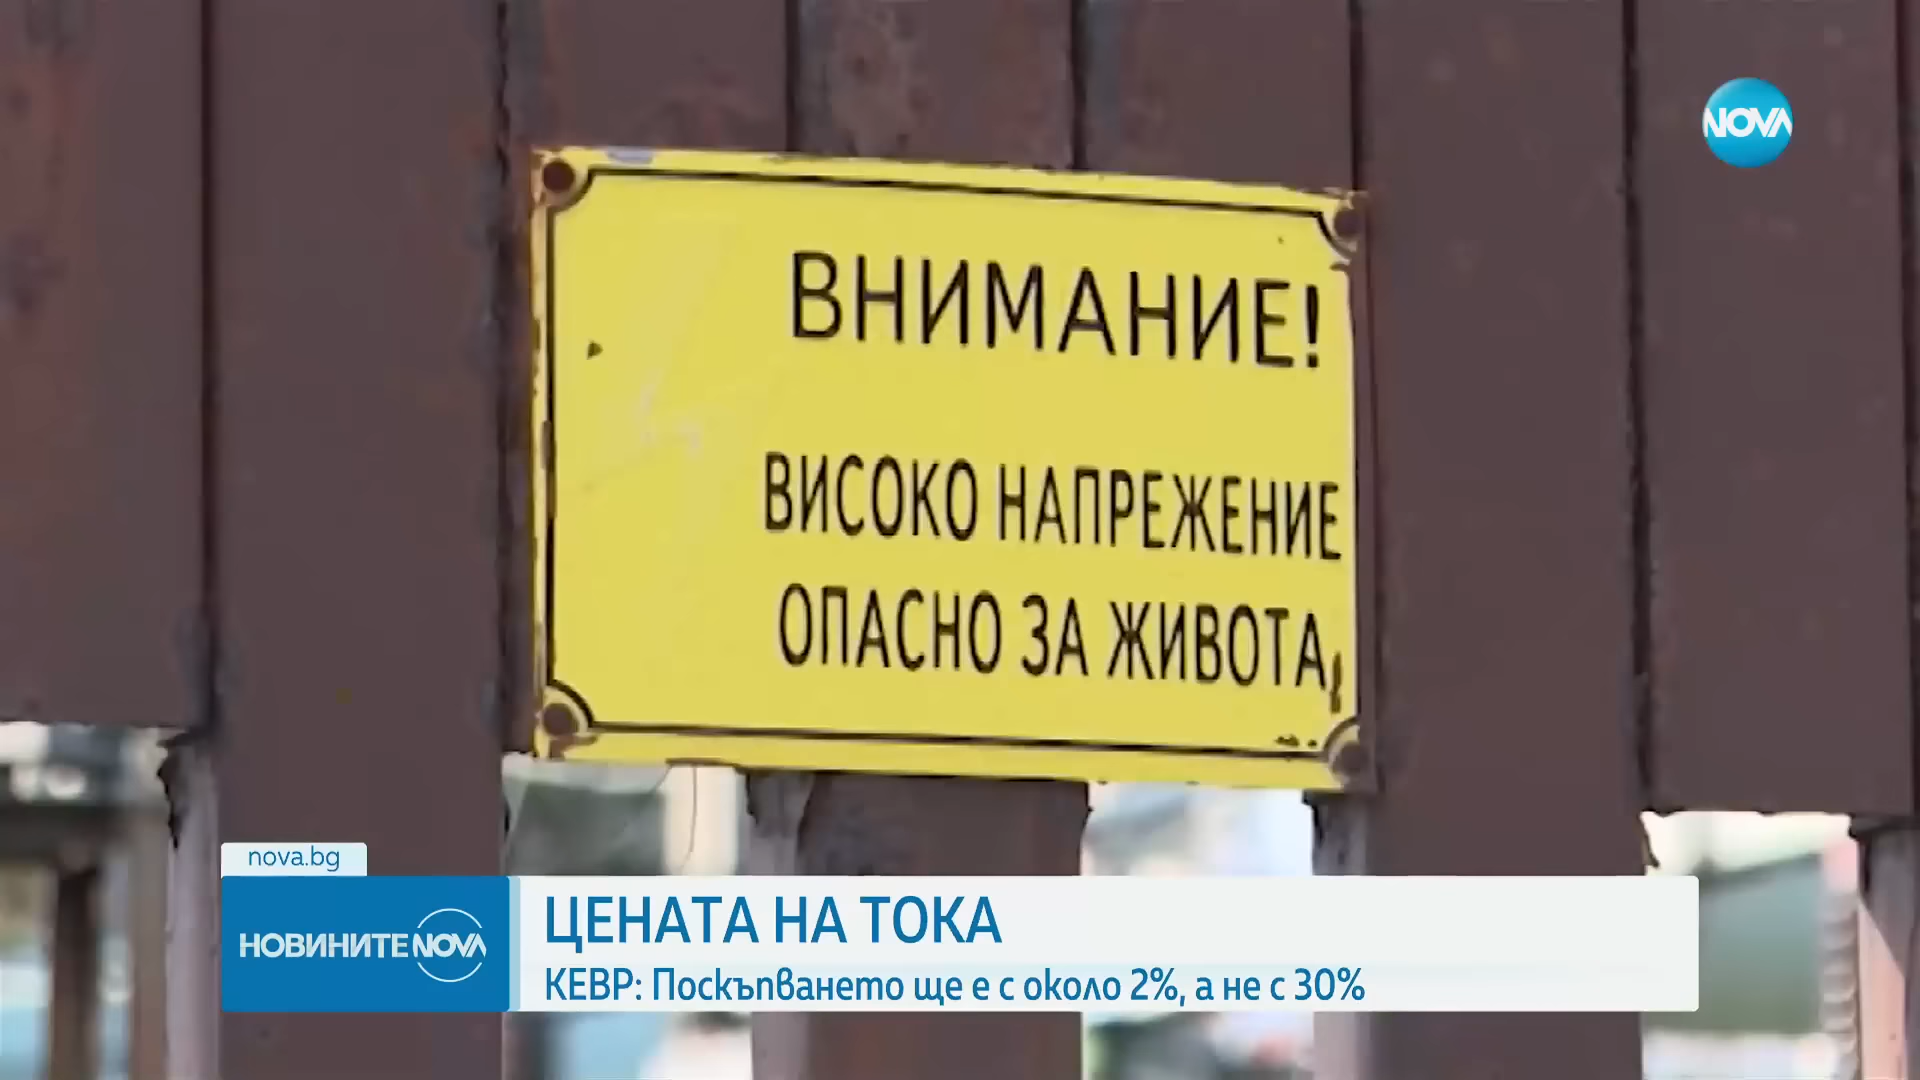 NOVA
ВНИМАНИЕ!
ВИСОКО НАПРЕЖЕНИЕ
ОПАСНО ЗА ЖИВОТА!
nova.bg
НОВИНИТЕ NOVA
ЦЕНАТА НА ТОКА
КЕВР: Поскъпването ще е с около 2%, а не с 30%